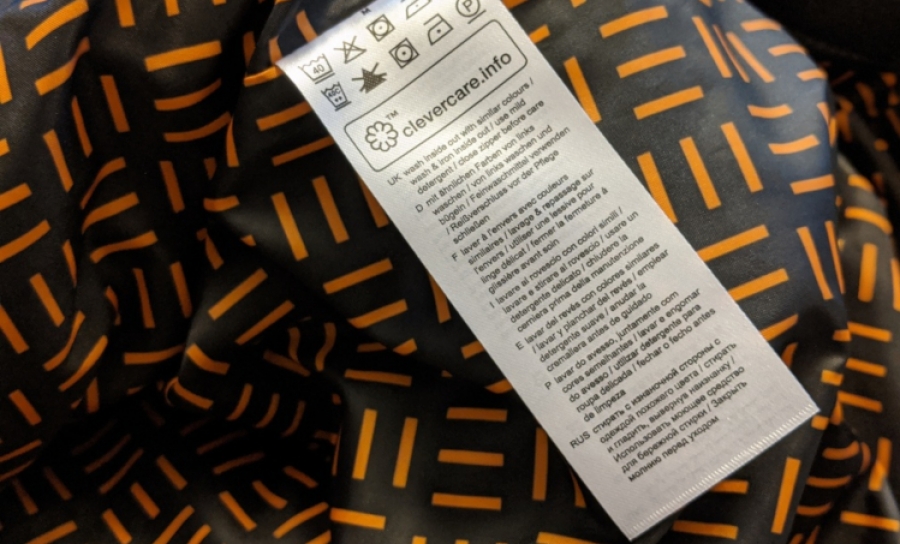 40
P
TM
clevercare.info
UK wash inside out with similar colours /
wash & iron inside out / use mild
detergent / close zipper before care
D mit ähnlichen Farben von links
waschen / von links waschen und
bügeln / Feinwaschmittel verwenden
/ Reißverschluss vor der Pflege
schließen
F laver à l'envers avec couleurs
similaires / lavage & repassage sur
l'envers / utiliser une lessive pour
linge délicat / fermer la fermeture à
glissière avant soin
I lavare al rovescio con colori simili /
lavare e stirare al rovescio / usare un
detergente delicato / chiudere la
cerniera prima della manutenzione
E lavar del revés con colores similares
/ lavar y planchar del revés / emplear
detergente suave / anudar la
cremallera antes de guidado
P lavar do avesso, juntamente com
cores semelhantes / lavar e engomar
do avesso / utilizar detergente para
roupa delicada / fechar o fecho antes
de limpeza
RUS стирать с изнаночной стороны с
одеждой похожего цвета / стирать
и гладить, вывернув наизнанку /
Использовать моющее средство
для бережной стирки / Закрыть
молнию перед уходом